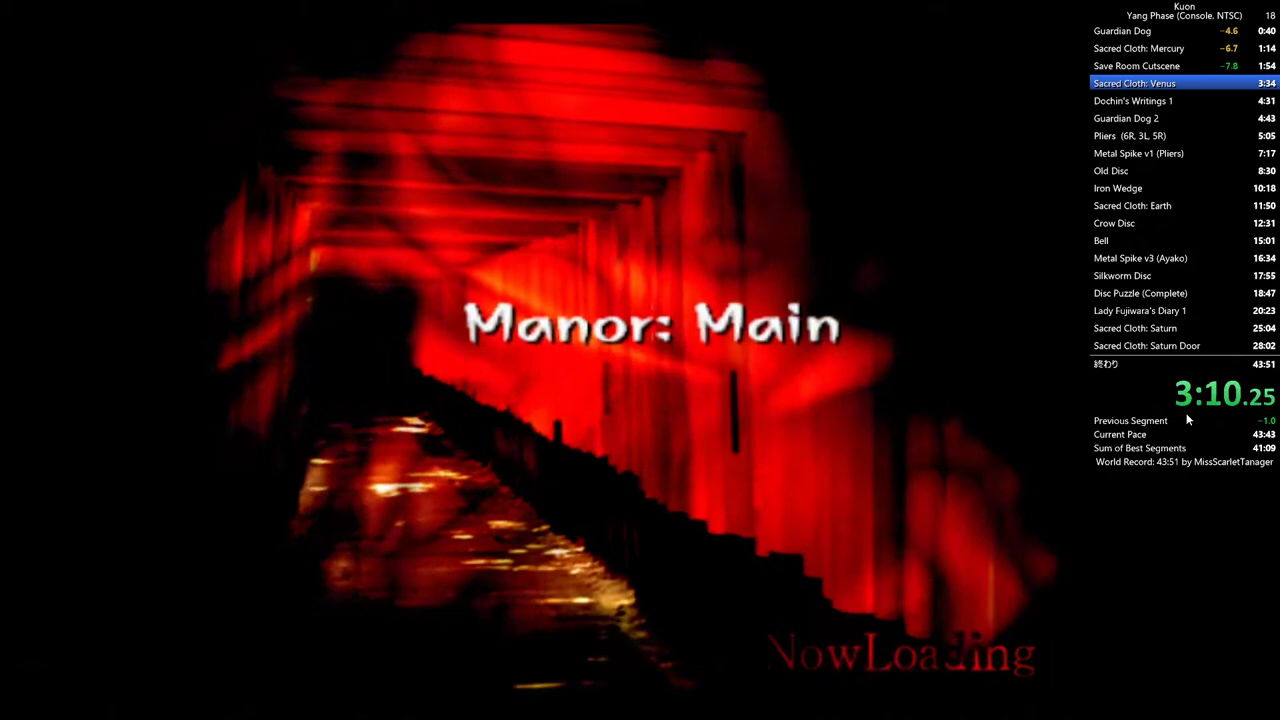 Kuon
Yang Phase (Console, NTSC) 18
Guardian Dog −4.6 0:40
Sacred Cloth: Mercury −6.7 1:14
Save Room Cutscene −7.8 1:54
Sacred Cloth: Venus 3:34
Dochin's Writings 1 4:31
Guardian Dog 2 4:43
Pliers (6R, 3L, 5R) 5:05
Metal Spike v1 (Pliers) 7:17
Old Disc 8:30
Iron Wedge 10:18
Sacred Cloth: Earth 11:50
Crow Disc 12:31
Bell 15:01
Metal Spike v3 (Ayako) 16:34
Silkworm Disc 17:55
Disc Puzzle (Complete) 18:47
Lady Fujiwara's Diary 1 20:23
Sacred Cloth: Saturn 25:04
Sacred Cloth: Saturn Door 28:02
終わり 43:51
3:10.25
Previous Segment −1.0
Current Pace 43:43
Sum of Best Segments 41:09
World Record: 43:51 by MissScarletTanager
Manor: Main
NowLoading